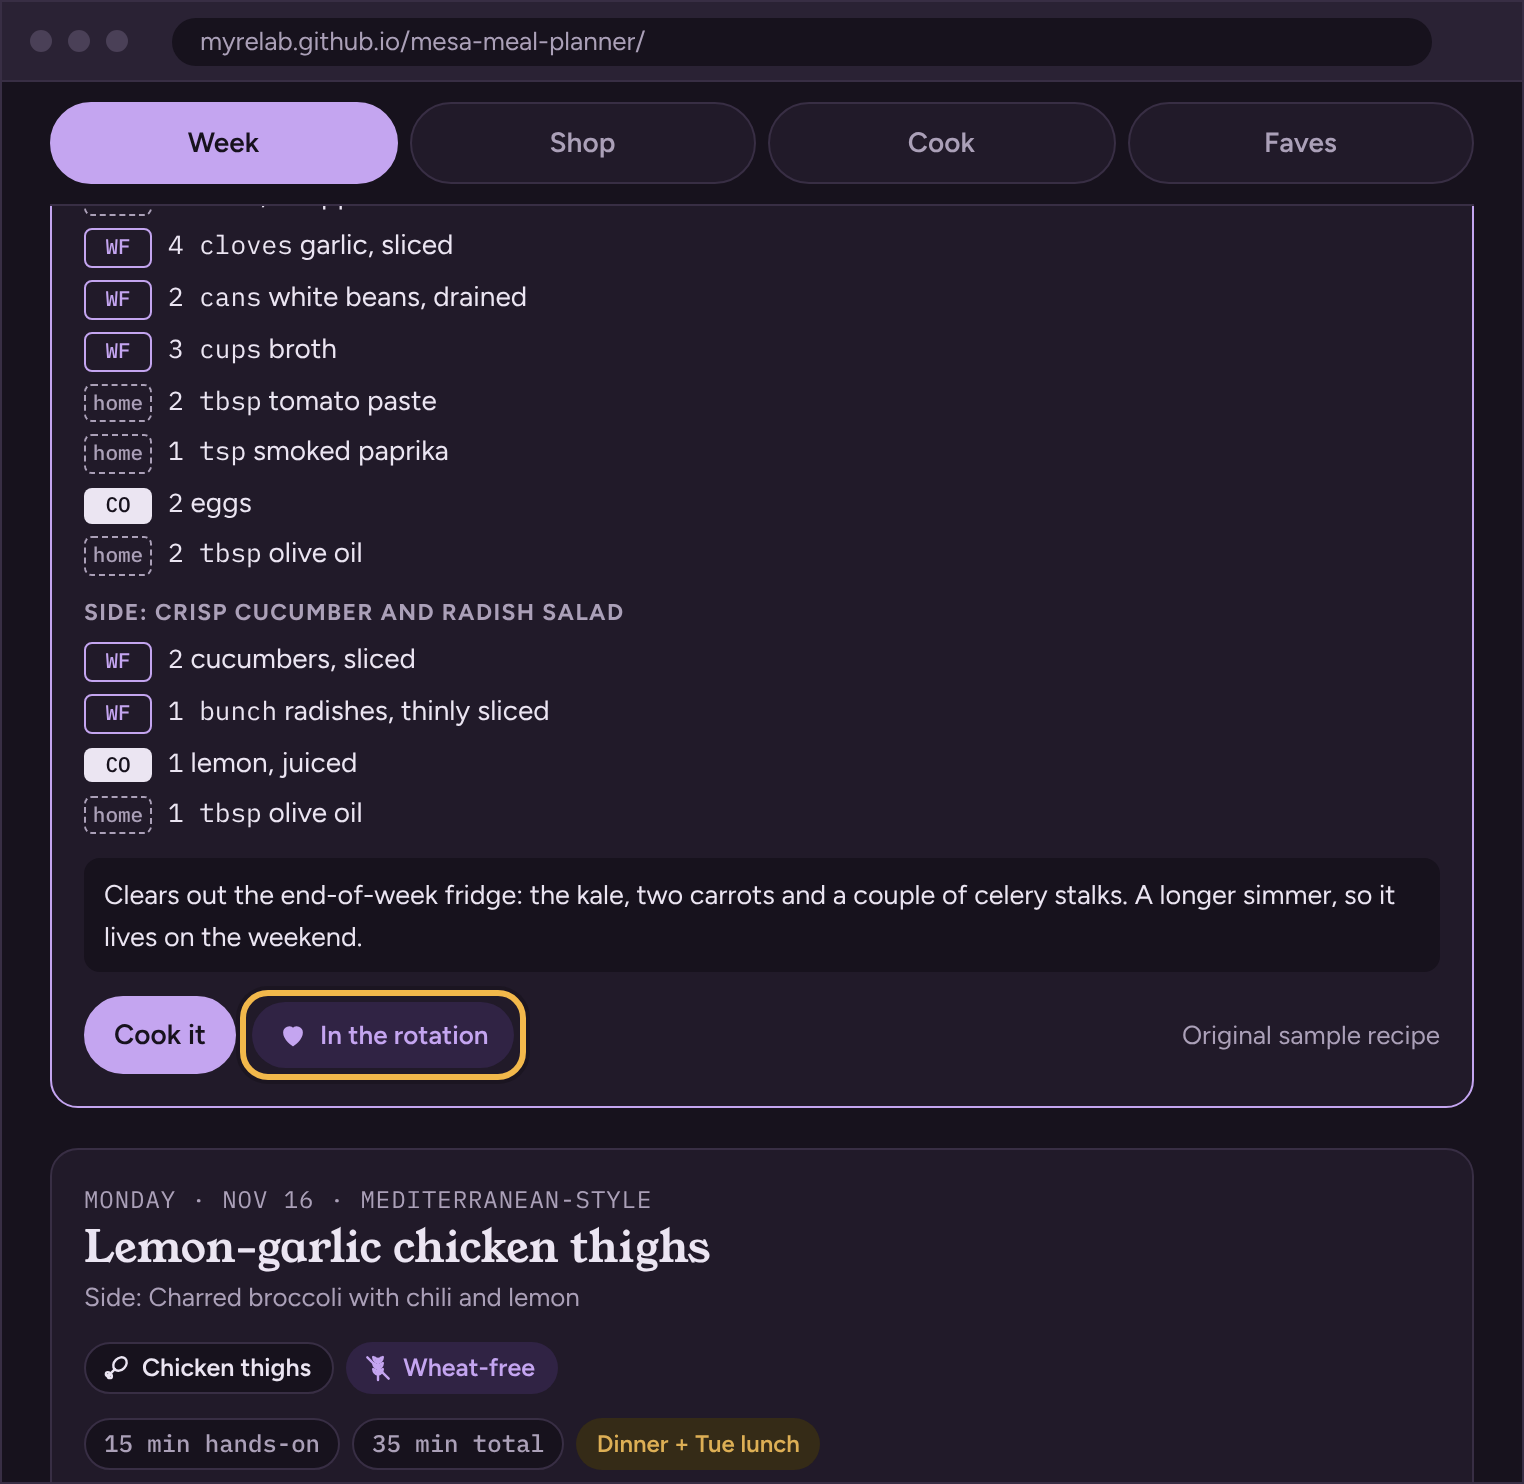 myrelab.github.io/mesa-meal-planner/
Week
Shop
Cook
Faves
WF 4 cloves garlic, sliced
WF 2 cans white beans, drained
WF 3 cups broth
home 2 tbsp tomato paste
home 1 tsp smoked paprika
CO 2 eggs
home 2 tbsp olive oil
SIDE: CRISP CUCUMBER AND RADISH SALAD
WF 2 cucumbers, sliced
WF 1 bunch radishes, thinly sliced
CO 1 lemon, juiced
home 1 tbsp olive oil
Clears out the end-of-week fridge: the kale, two carrots and a couple of celery stalks. A longer simmer, so it
lives on the weekend.
Cook it
In the rotation
Original sample recipe
MONDAY · NOV 16 · MEDITERRANEAN-STYLE
Lemon-garlic chicken thighs
Side: Charred broccoli with chili and lemon
Chicken thighs
Wheat-free
15 min hands-on
35 min total
Dinner + Tue lunch